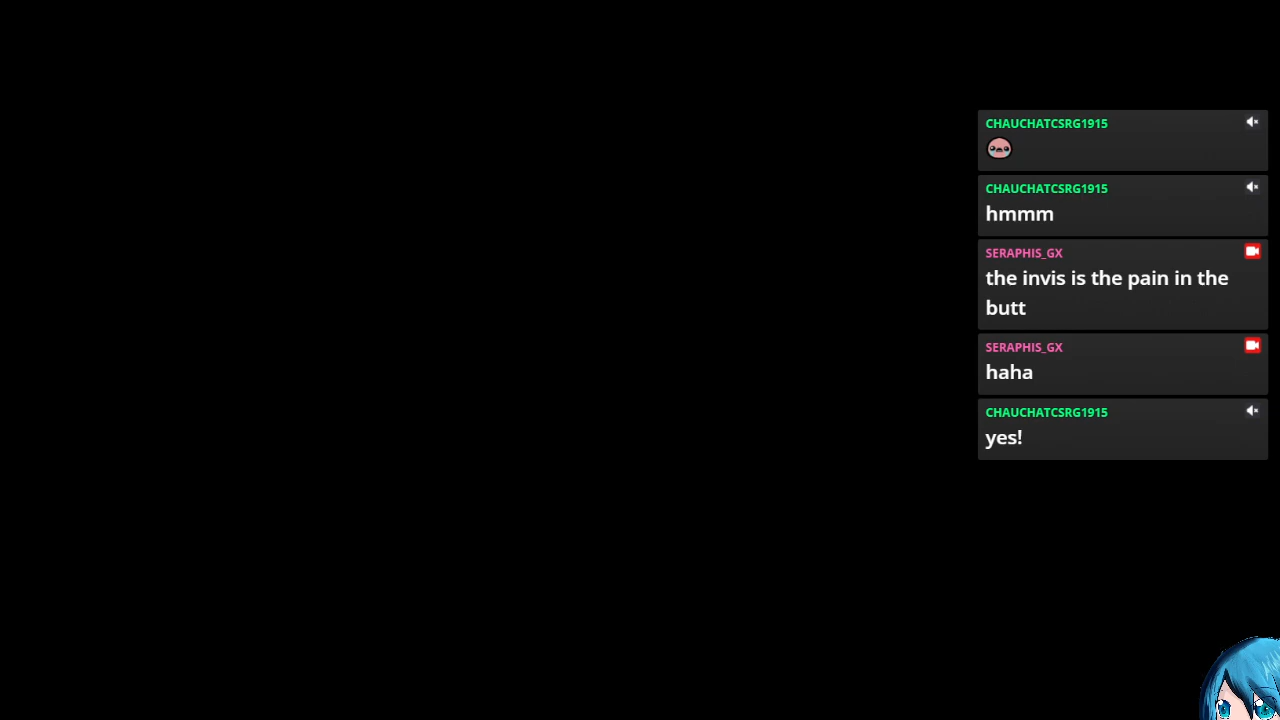 CHAUCHATCSRG1915
CHAUCHATCSRG1915
hmmm
SERAPHIS_GX
the invis is the pain in the
butt
SERAPHIS_GX
haha
CHAUCHATCSRG1915
yes!